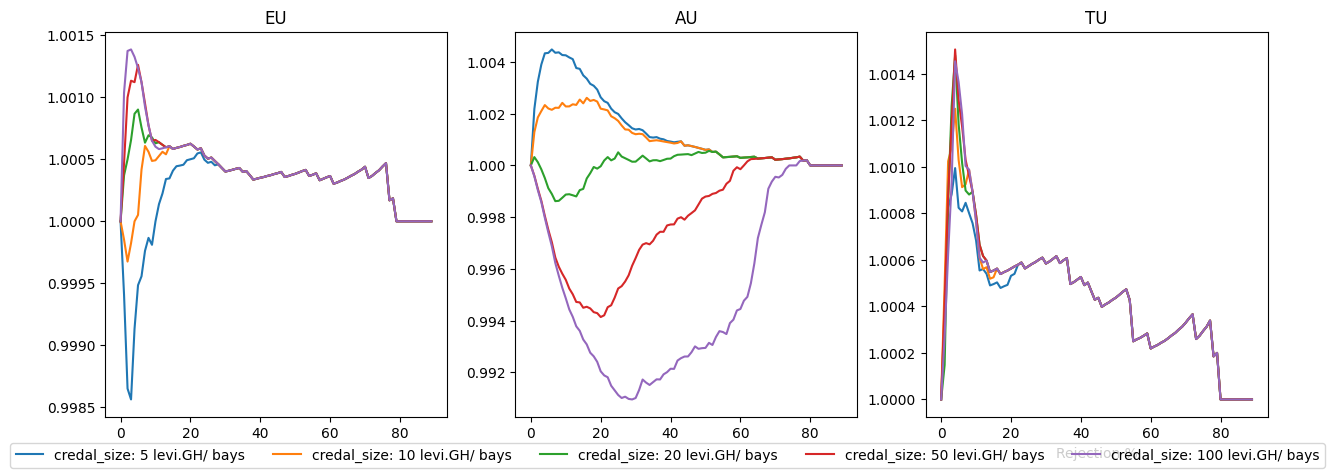 EU
AU
TU
1.0015
1.0010
1.0005
1.0000
0.9995
0.9990
0.9985
0 20 40 60 80
1.004
1.002
1.000
0.998
0.996
0.994
0.992
0 20 40 60 80
1.0014
1.0012
1.0010
1.0008
1.0006
1.0004
1.0002
1.0000
0 20 40 60 80
Rejection
credal_size: 5 levi.GH/ bays
credal_size: 10 levi.GH/ bays
credal_size: 20 levi.GH/ bays
credal_size: 50 levi.GH/ bays
credal_size: 100 levi.GH/ bays